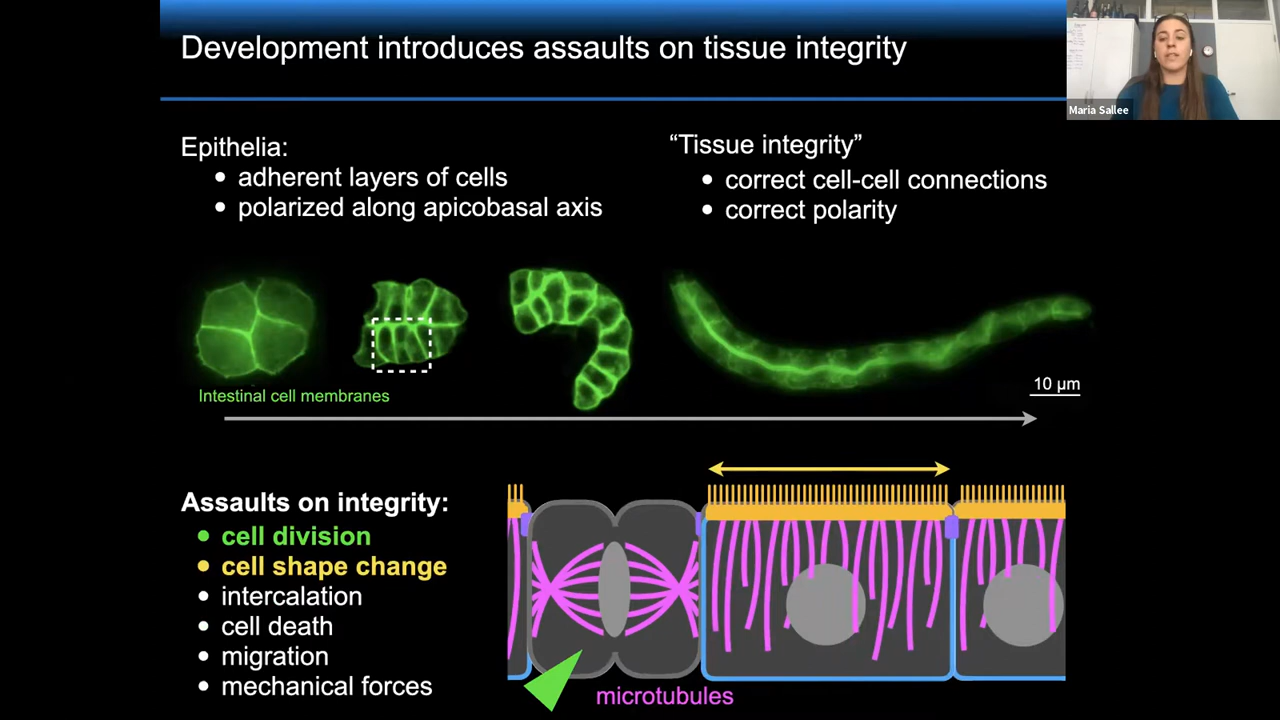 Development introduces assaults on tissue integrity
Maria Sallee
Epithelia:
• adherent layers of cells
• polarized along apicobasal axis
“Tissue integrity”
• correct cell-cell connections
• correct polarity
Intestinal cell membranes
10 µm
Assaults on integrity:
• cell division
• cell shape change
• intercalation
• cell death
• migration
• mechanical forces
microtubules